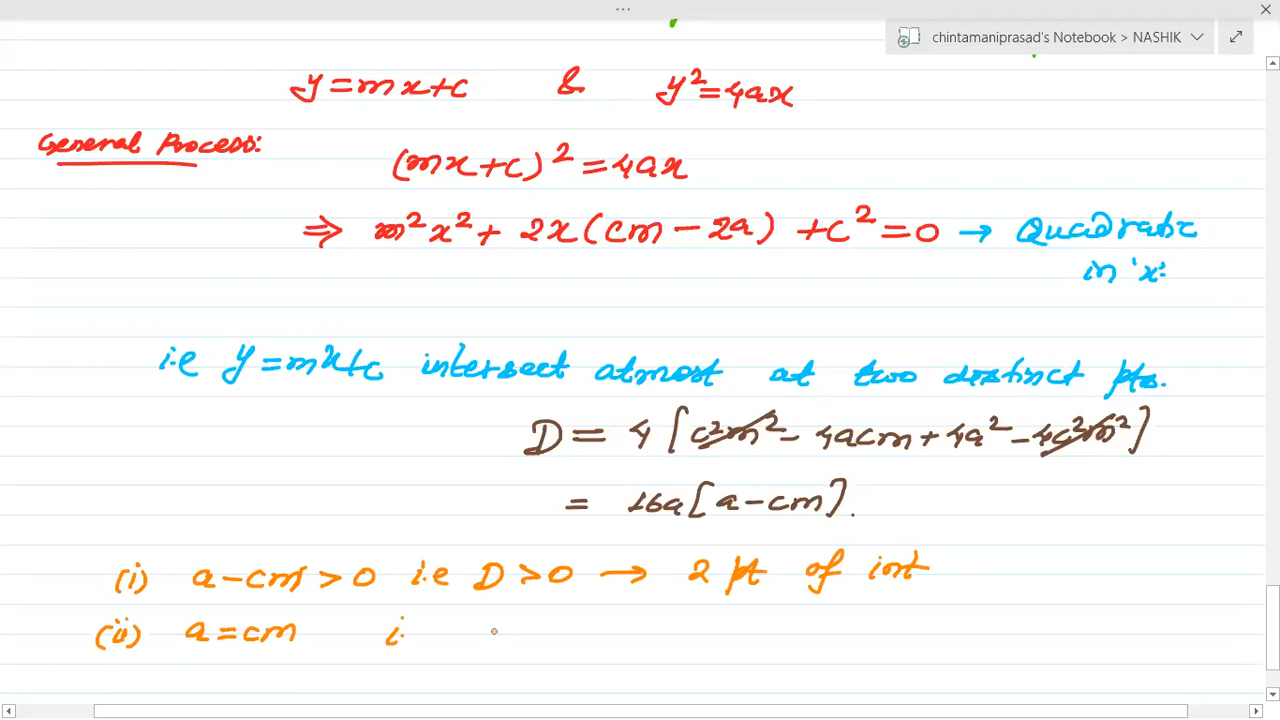 chintamaniprasad's Notebook > NASHIK
y = mx+c & y² = 4ax
General Process:
(mx+c)² = 4ax
⇒ m²x² + 2x(cm − 2a) + c² = 0 → Quadratic
in 'x'.
i.e y = mx+c intersect atmost at two distinct pts.
D = 4[c²m² − 4acm + 4a² − 4c²m²]
= 16a[a − cm].
(i) a − cm > 0 i.e D > 0 → 2 pt of int
(ii) a = cm i.